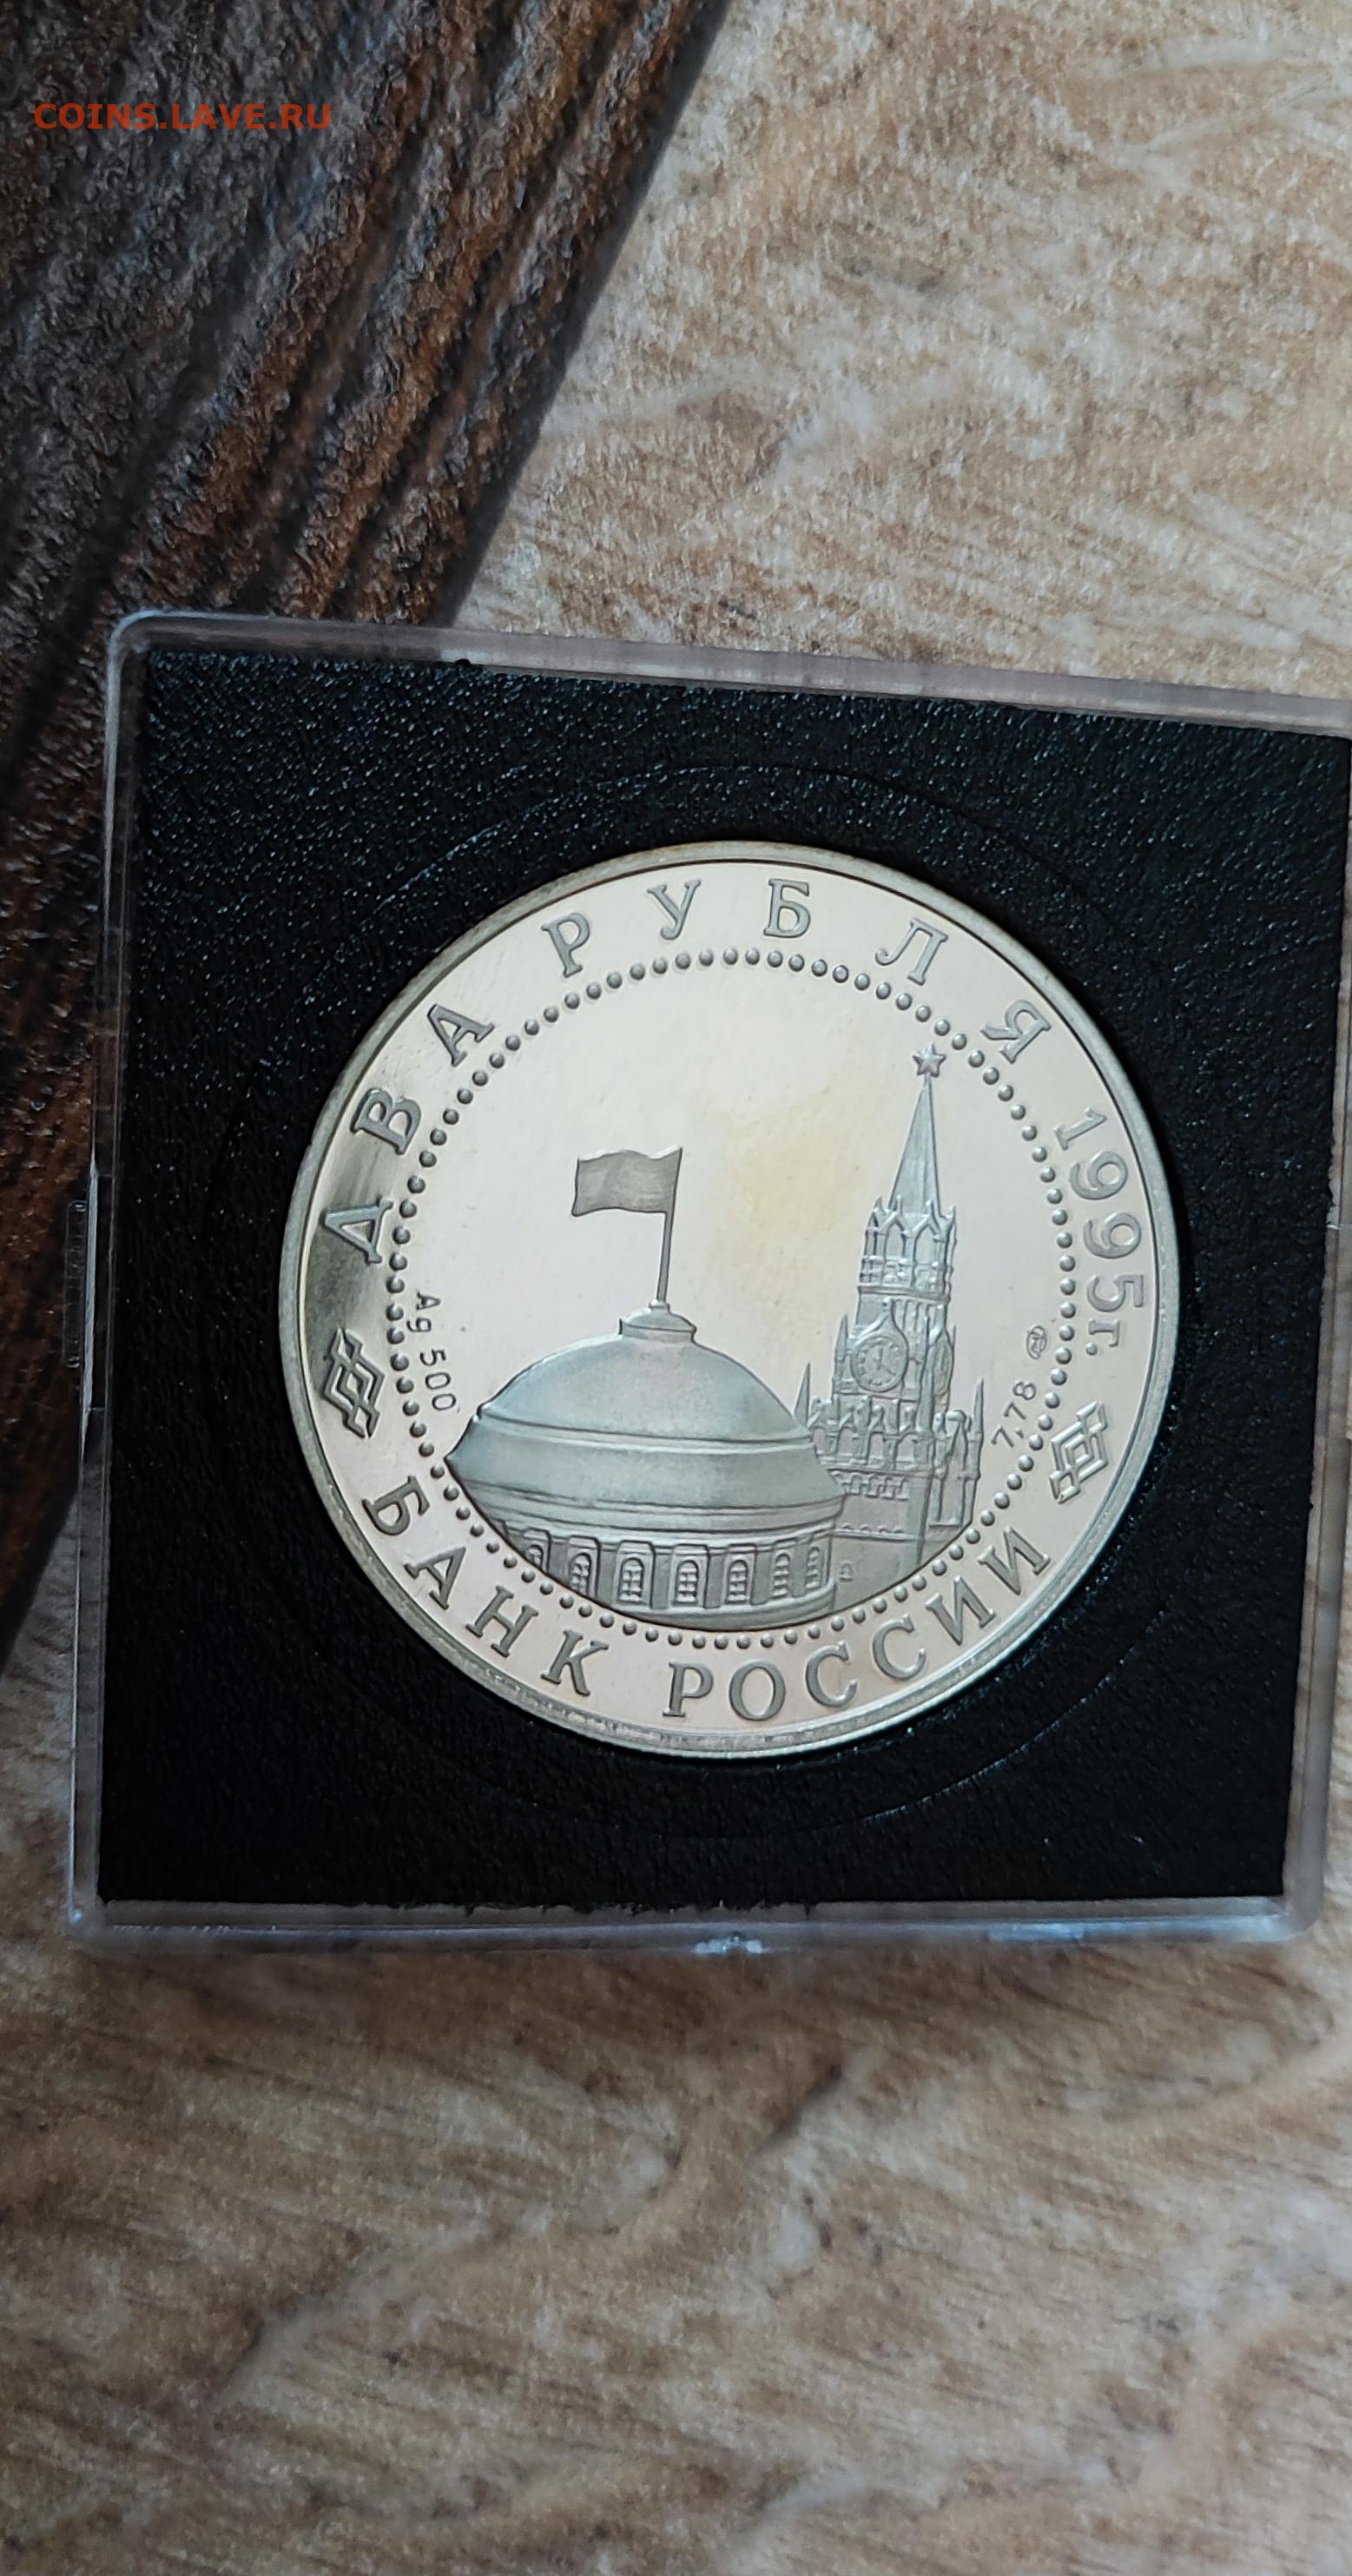 COINS.LAVE.RU
ДВА РУБЛЯ 1995г.
Ag 500
7,78
БАНК РОССИИ